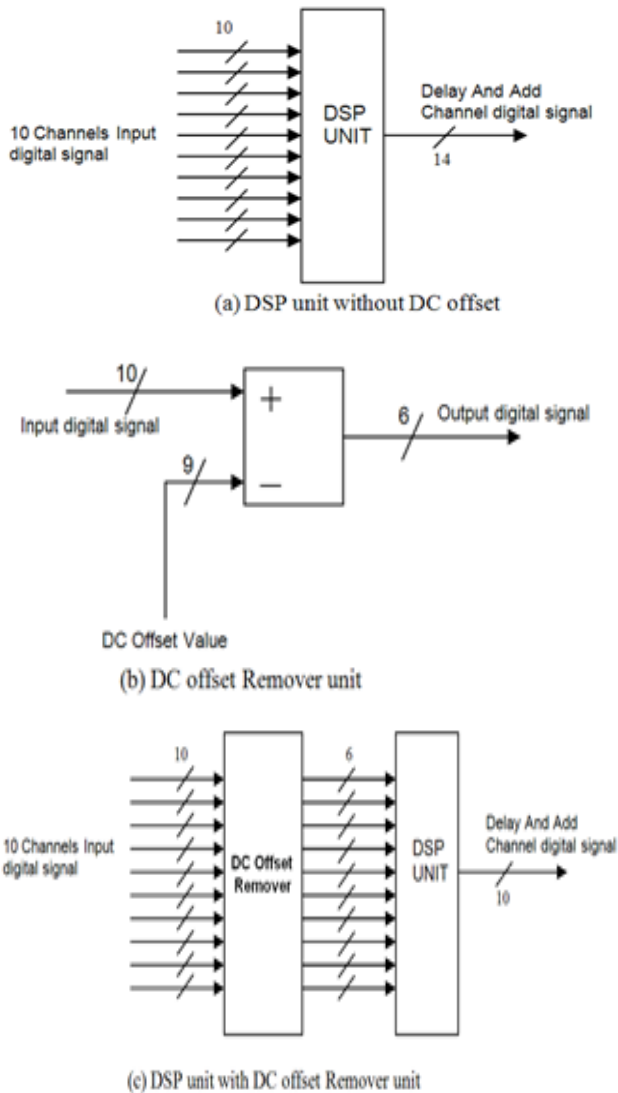 10
10 Channels Input
digital signal
DSP
UNIT
Delay And Add
Channel digital signal
14
(a) DSP unit without DC offset
10
Input digital signal
+
6
Output digital signal
9
−
DC Offset Value
(b) DC offset Remover unit
10
6
10 Channels Input
digital signal
DC Offset
Remover
DSP
UNIT
Delay And Add
Channel digital signal
10
(c) DSP unit with DC offset Remover unit